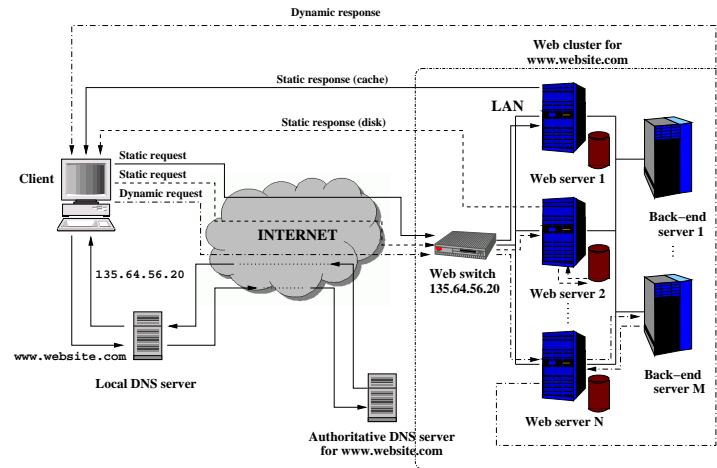 Dynamic response
Web cluster for
www.website.com
Static response (cache)
LAN
Static response (disk)
Static request
Client
Static request
Dynamic request
Web server 1
Back−end
server 1
INTERNET
Web switch
135.64.56.20
135.64.56.20
Web server 2
www.website.com
Local DNS server
Back−end
server M
Web server N
Authoritative DNS server
for www.website.com